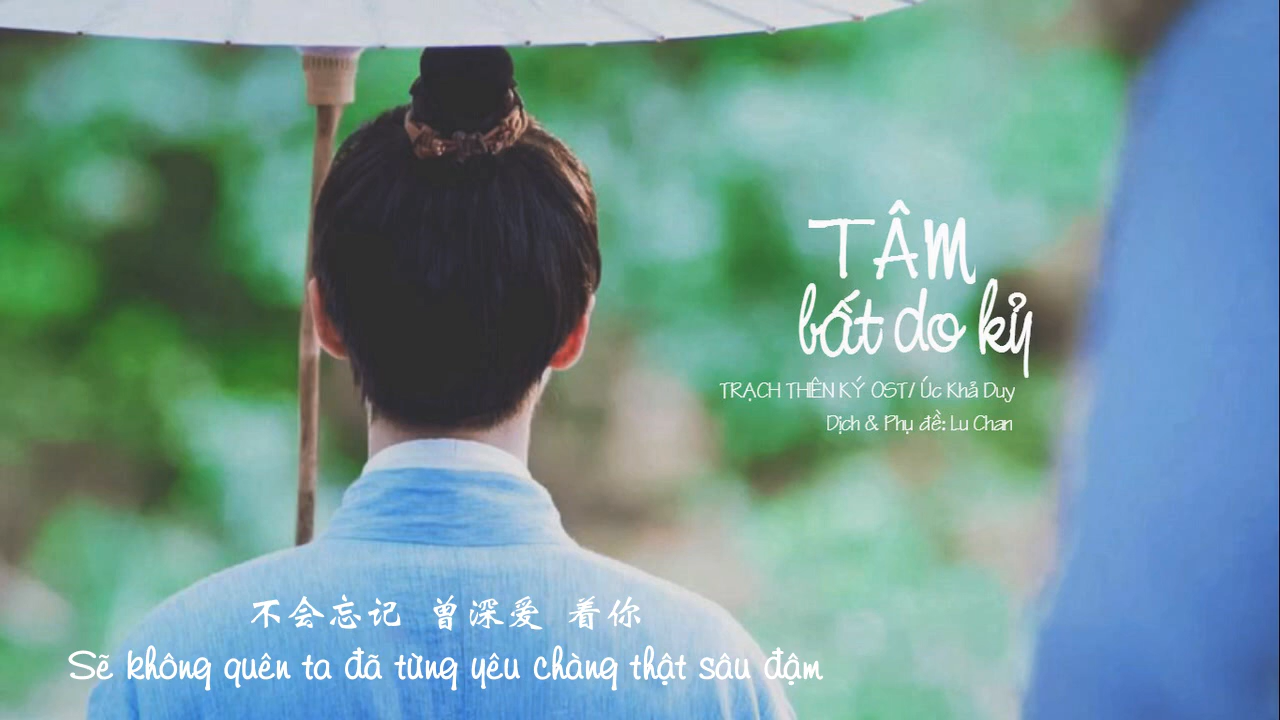 TÂM
bất do kỷ
TRẠCH THIÊN KÝ OST/ Úc Khả Duy
Dịch & Phụ đề: Lu Chan
不会忘记 曾深爱 着你
Sẽ không quên ta đã từng yêu chàng thật sâu đậm